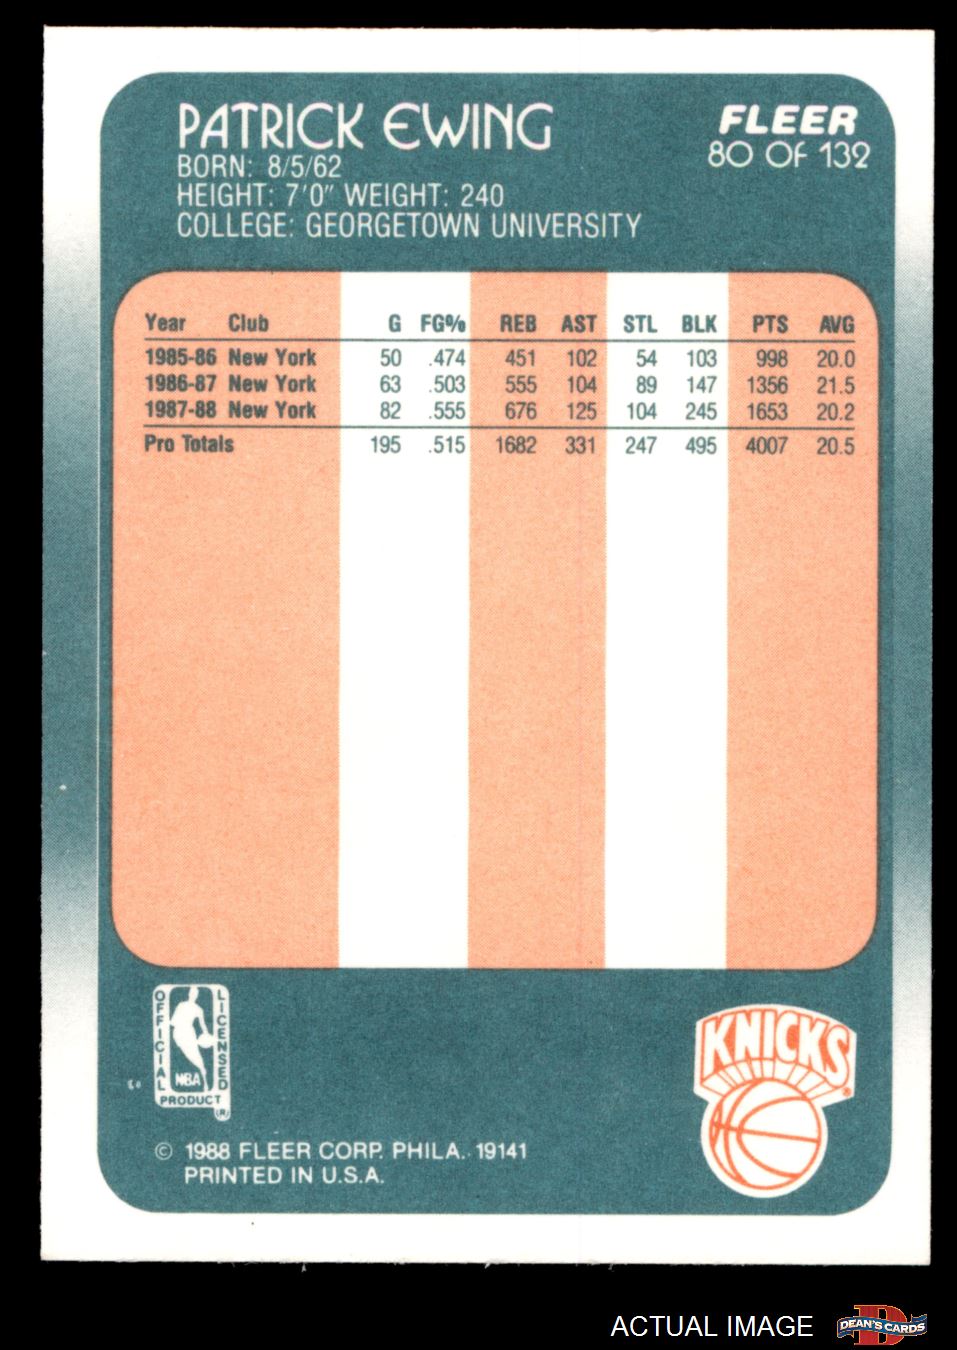 PATRICK EWING
BORN: 8/5/62
HEIGHT: 7'0" WEIGHT: 240
COLLEGE: GEORGETOWN UNIVERSITY
FLEER
80 OF 132
Year Club G FG% REB AST STL BLK PTS AVG
1985-86 New York 50 .474 451 102 54 103 998 20.0
1986-87 New York 63 .503 555 104 89 147 1356 21.5
1987-88 New York 82 .555 676 125 104 245 1653 20.2
Pro Totals 195 .515 1682 331 247 495 4007 20.5
OFFICIAL LICENSED
NBA
PRODUCT
(R)
KNICKS
®
© 1988 FLEER CORP. PHILA. 19141
PRINTED IN U.S.A.
ACTUAL IMAGE
D
DEAN'S CARDS